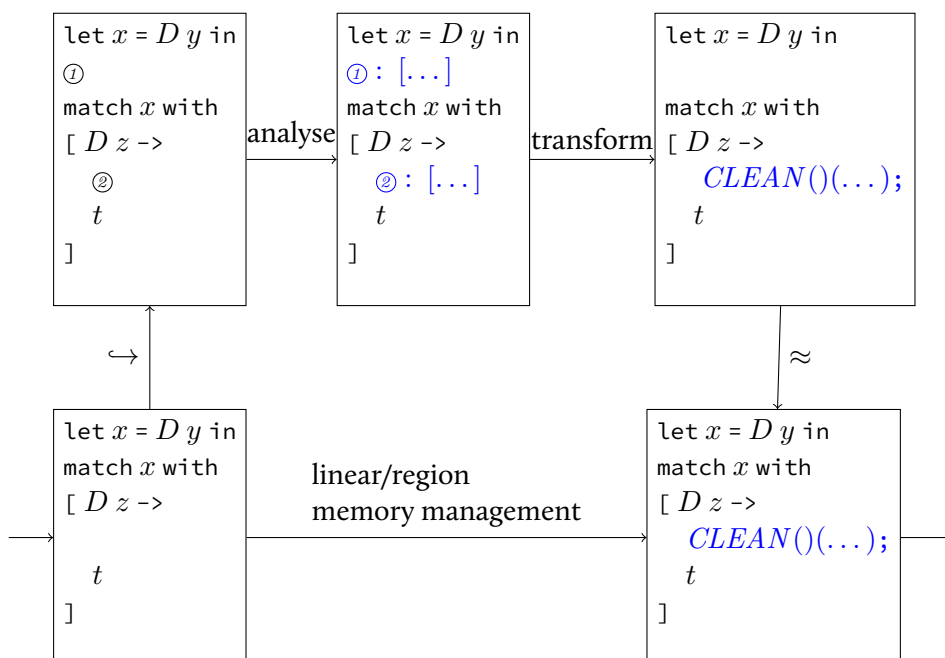 let x = D y in
①
match x with
[ D z ->
②
t
]
analyse
let x = D y in
① : [...]
match x with
[ D z ->
② : [...]
t
]
transform
let x = D y in
match x with
[ D z ->
CLEAN()(...);
t
]
↪
≈
let x = D y in
match x with
[ D z ->
t
]
linear/region
memory management
let x = D y in
match x with
[ D z ->
CLEAN()(...);
t
]